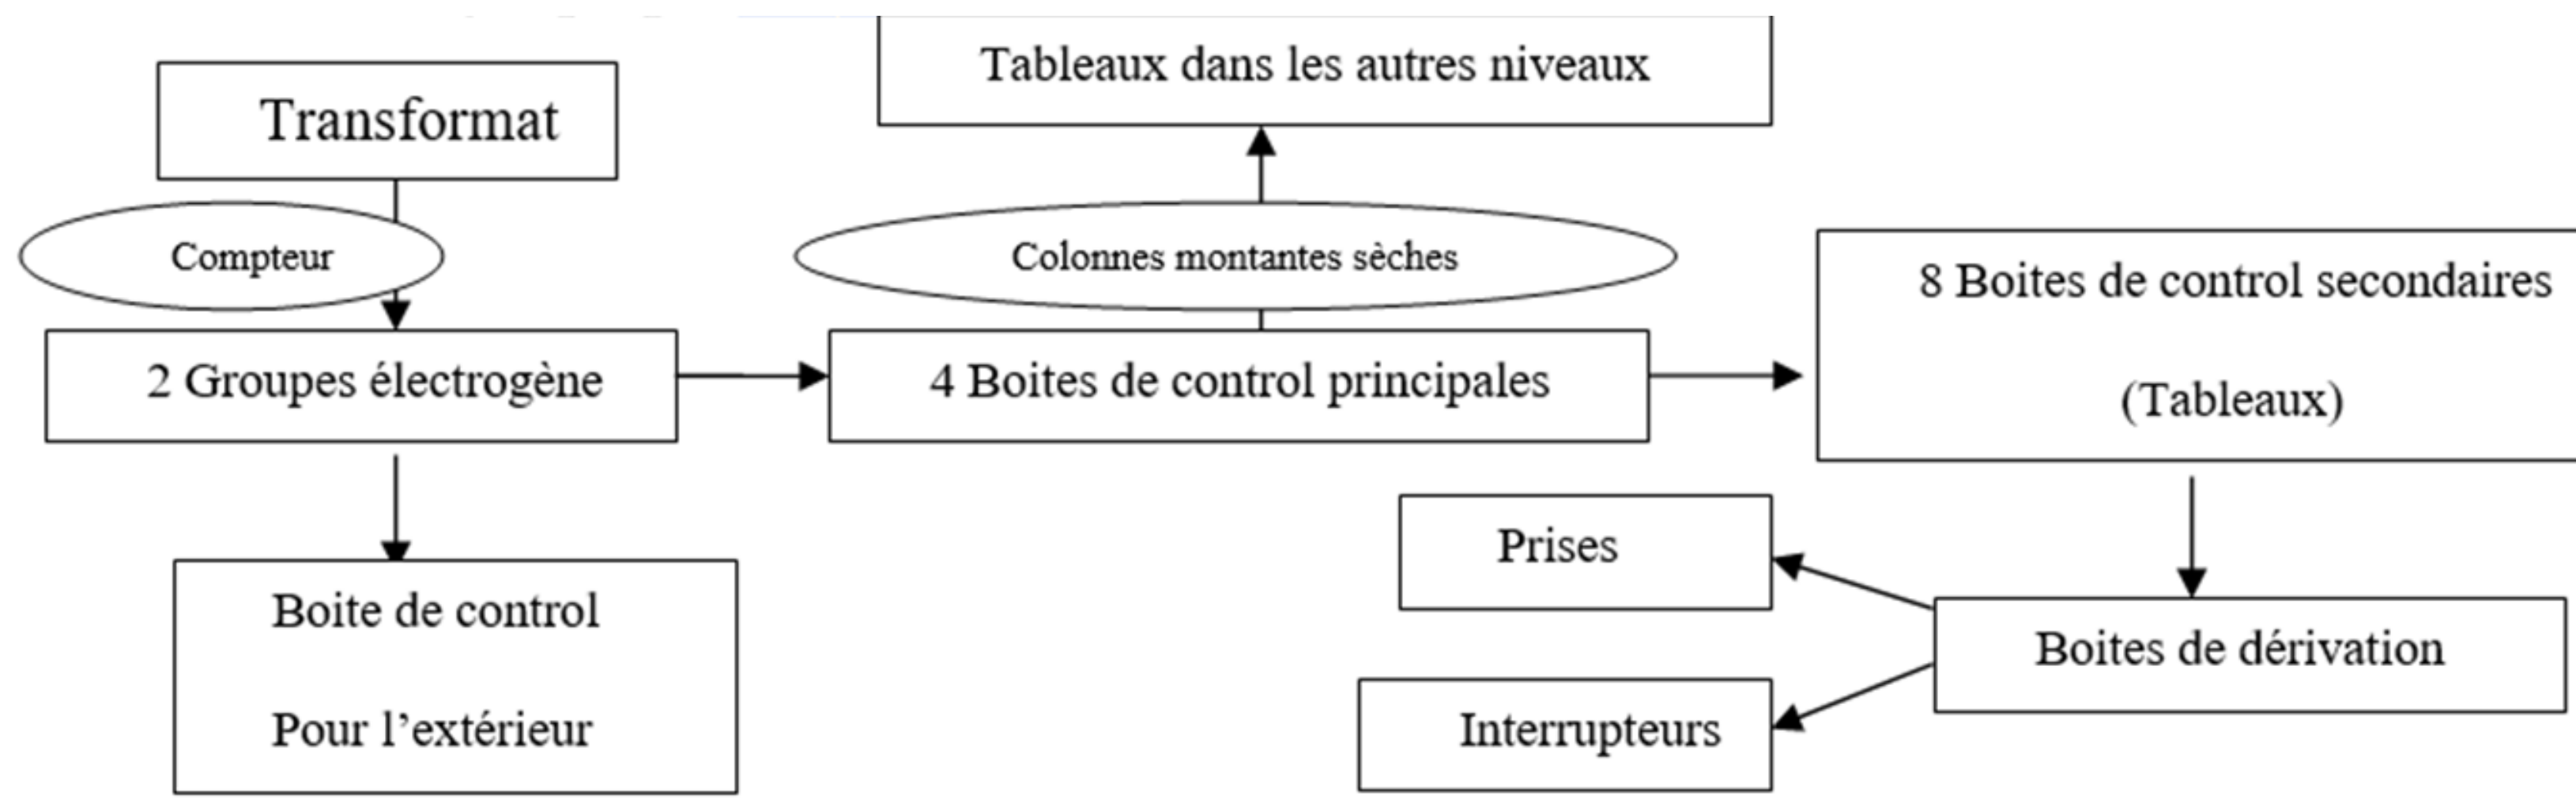 Tableaux dans les autres niveaux
Transformat
Compteur
Colonnes montantes sèches
8 Boites de control secondaires
(Tableaux)
2 Groupes électrogène
4 Boites de control principales
Prises
Boite de control
Pour l’extérieur
Boites de dérivation
Interrupteurs